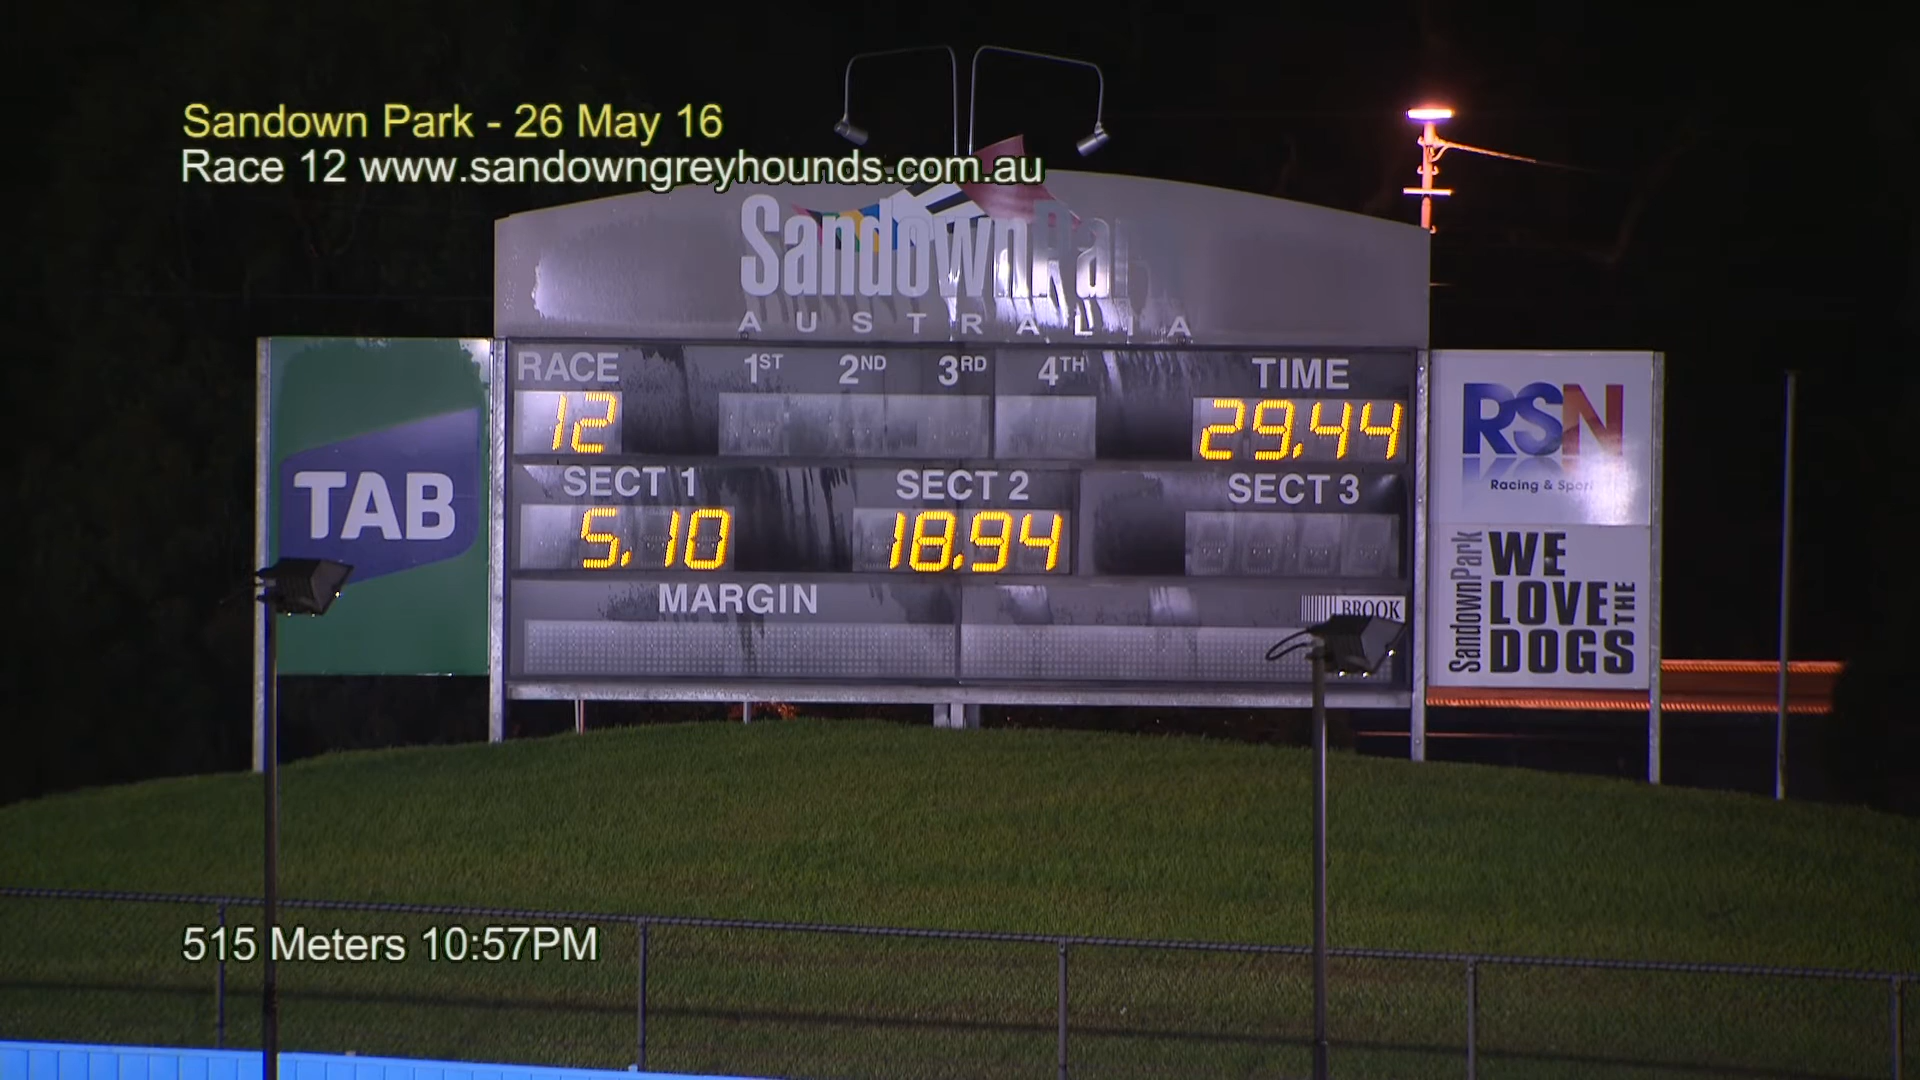 Sandown Park - 26 May 16
Race 12 www.sandowngreyhounds.com.au
SandownPar
AUSTRALIA
RACE 1ST 2ND 3RD 4TH TIME
12 29.44
SECT 1 SECT 2 SECT 3
5.10 18.94
MARGIN
BROOK
TAB
RSN
Racing & Sport
SandownPark
WE
LOVE THE
DOGS
515 Meters 10:57PM